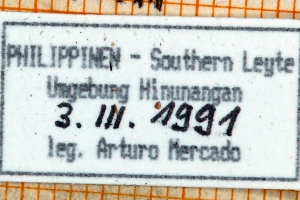 PHILIPPINEN - Southern Leyte
Umgebung Hinunangan
3. III. 1991
leg. Arturo Mercado